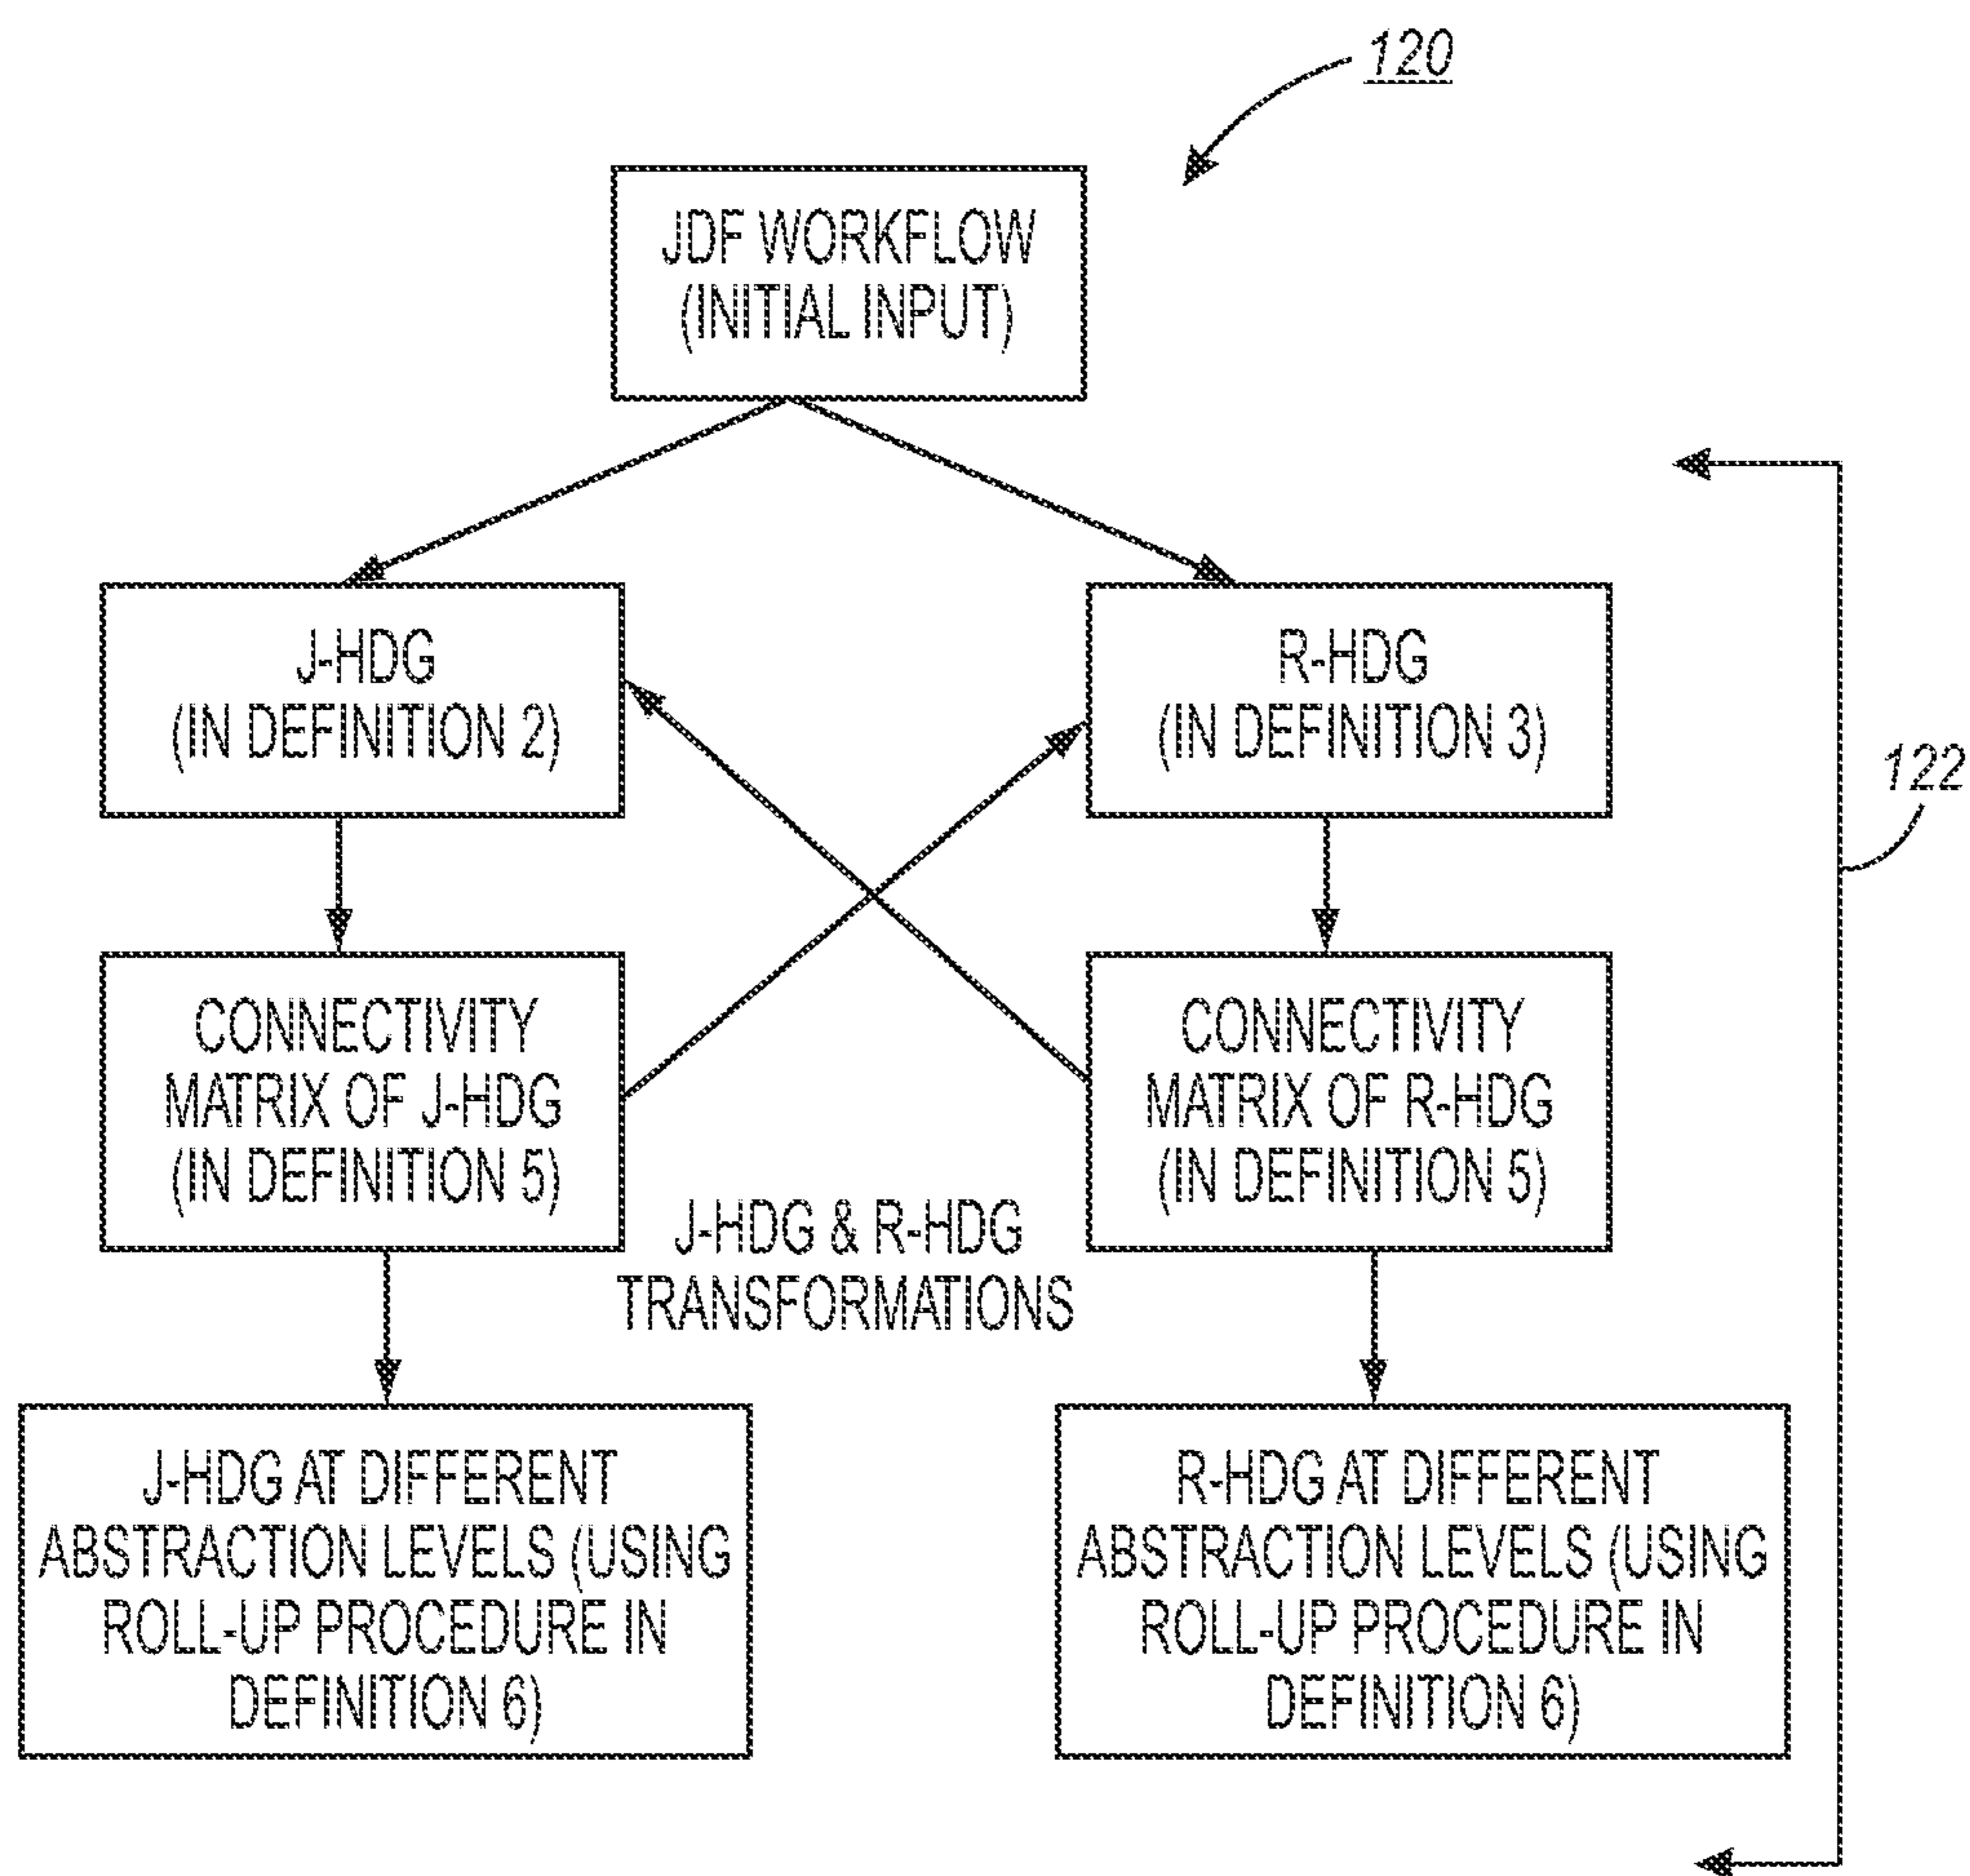 120
JDF WORKFLOW
(INITIAL INPUT)
J-HDG
(IN DEFINITION 2)
R-HDG
(IN DEFINITION 3)
122
CONNECTIVITY
MATRIX OF J-HDG
(IN DEFINITION 5)
CONNECTIVITY
MATRIX OF R-HDG
(IN DEFINITION 5)
J-HDG & R-HDG
TRANSFORMATIONS
J-HDG AT DIFFERENT
ABSTRACTION LEVELS (USING
ROLL-UP PROCEDURE IN
DEFINITION 6)
R-HDG AT DIFFERENT
ABSTRACTION LEVELS (USING
ROLL-UP PROCEDURE IN
DEFINITION 6)